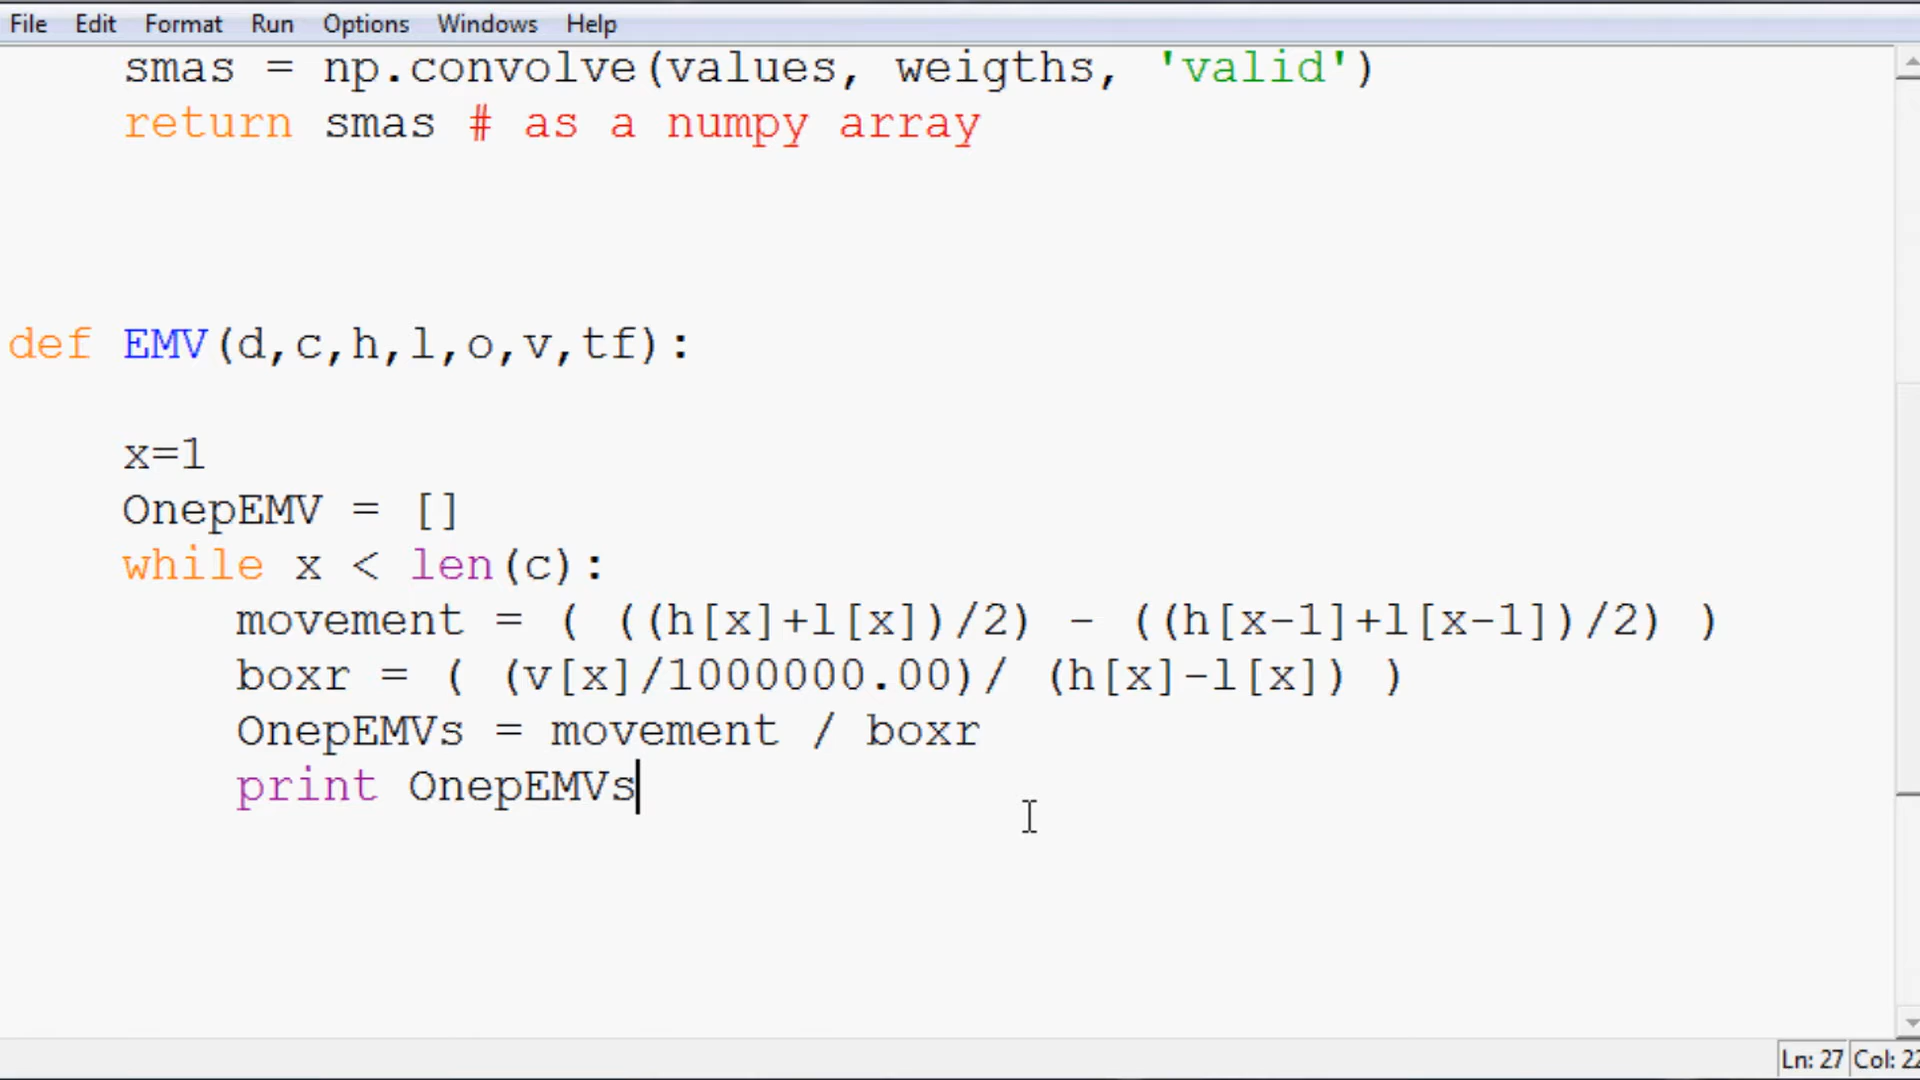 File Edit Format Run Options Windows Help
smas = np.convolve(values, weigths, 'valid')
return smas # as a numpy array
def EMV(d,c,h,l,o,v,tf):
x=1
OnepEMV = []
while x < len(c):
movement = ( ((h[x]+l[x])/2) - ((h[x-1]+l[x-1])/2) )
boxr = ( (v[x]/1000000.00)/ (h[x]-l[x]) )
OnepEMVs = movement / boxr
print OnepEMVs
Ln: 27 Col: 22